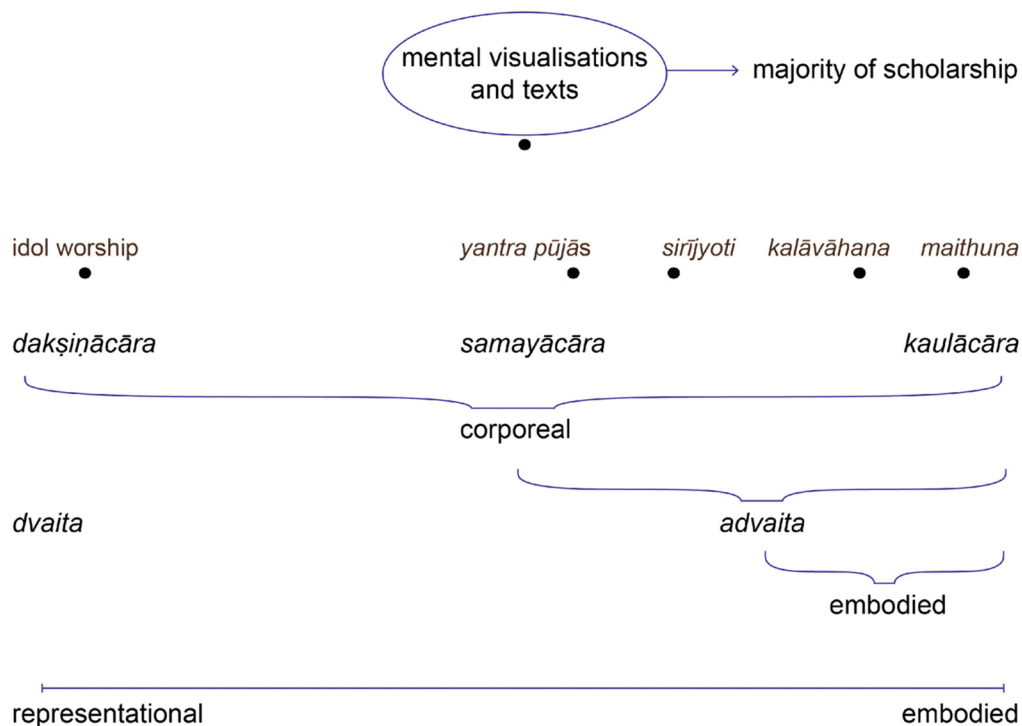 mental visualisations
and texts
majority of scholarship
idol worship yantra pūjās sirījyoti kalāvāhana maithuna
dakṣiṇācāra samayācāra kaulācāra
corporeal
dvaita advaita
embodied
representational embodied